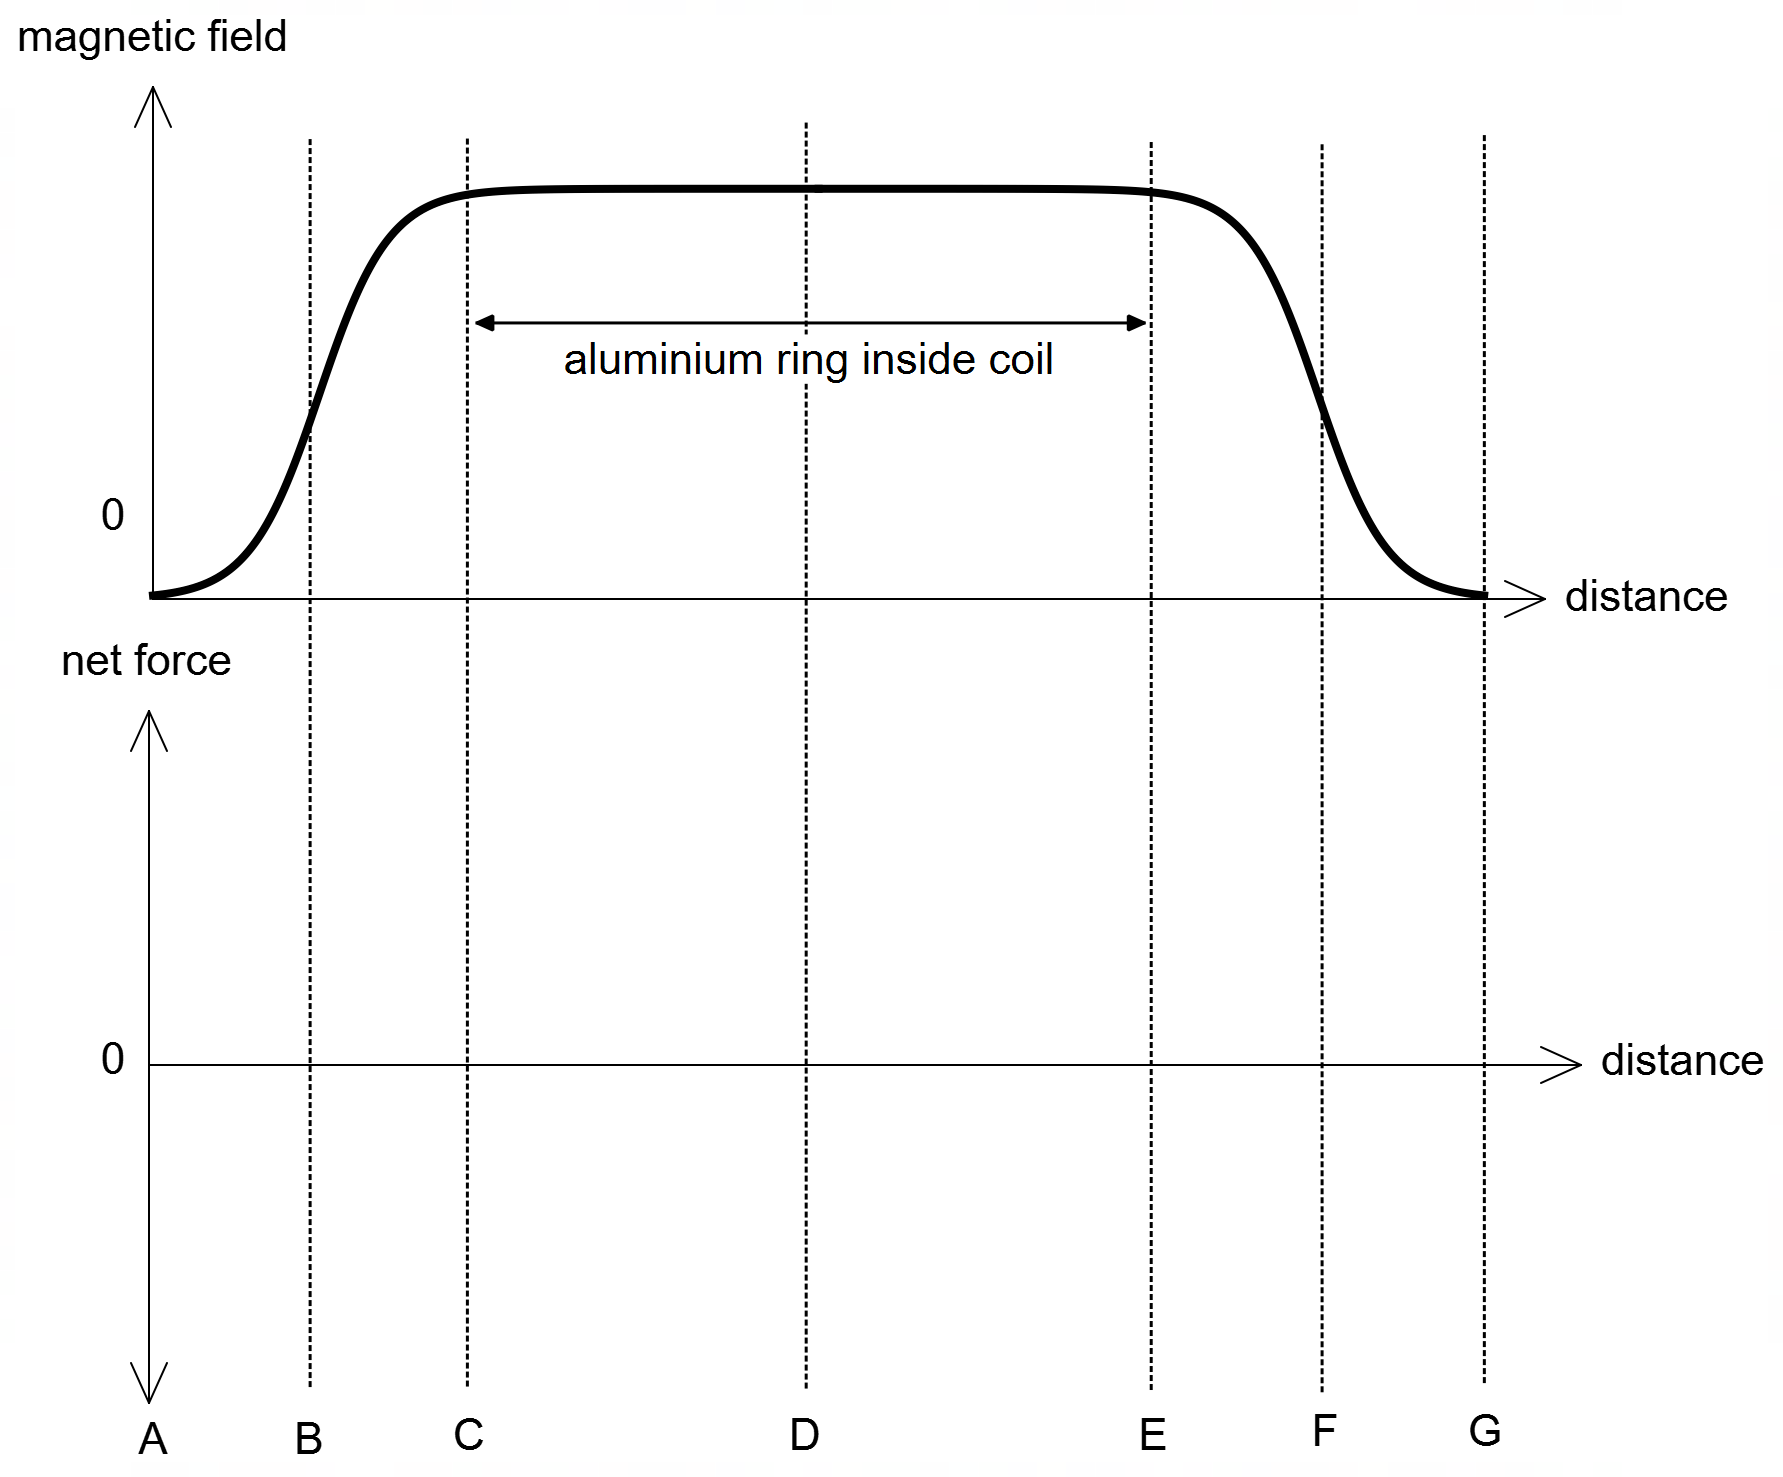 magnetic field
aluminium ring inside coil
0
distance
net force
0
distance
A B C D E F G